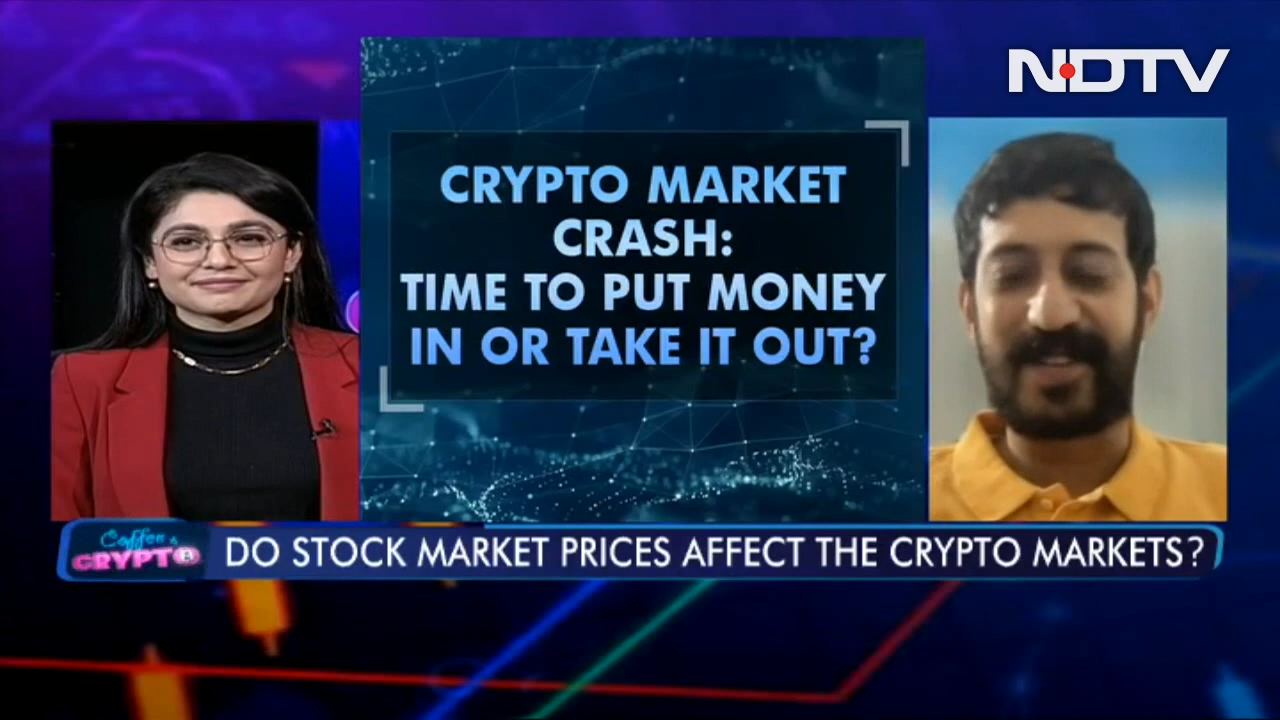 NDTV
CRYPTO MARKET
CRASH:
TIME TO PUT MONEY
IN OR TAKE IT OUT?
Coffee &
CRYPTO
DO STOCK MARKET PRICES AFFECT THE CRYPTO MARKETS?